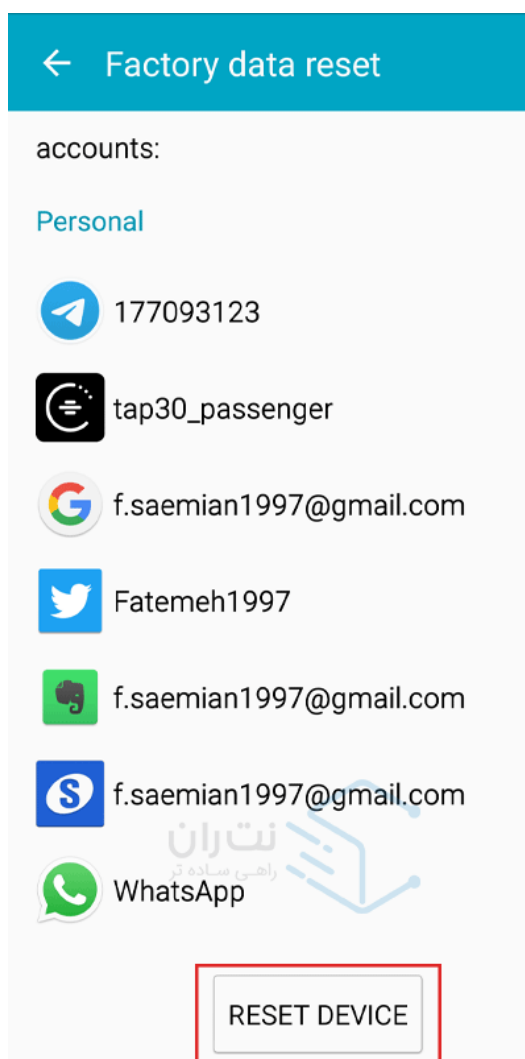 Factory data reset
accounts:
Personal
177093123
tap30_passenger
f.saemian1997@gmail.com
Fatemeh1997
f.saemian1997@gmail.com
f.saemian1997@gmail.com
نت ران
راهی ساده تر
WhatsApp
RESET DEVICE